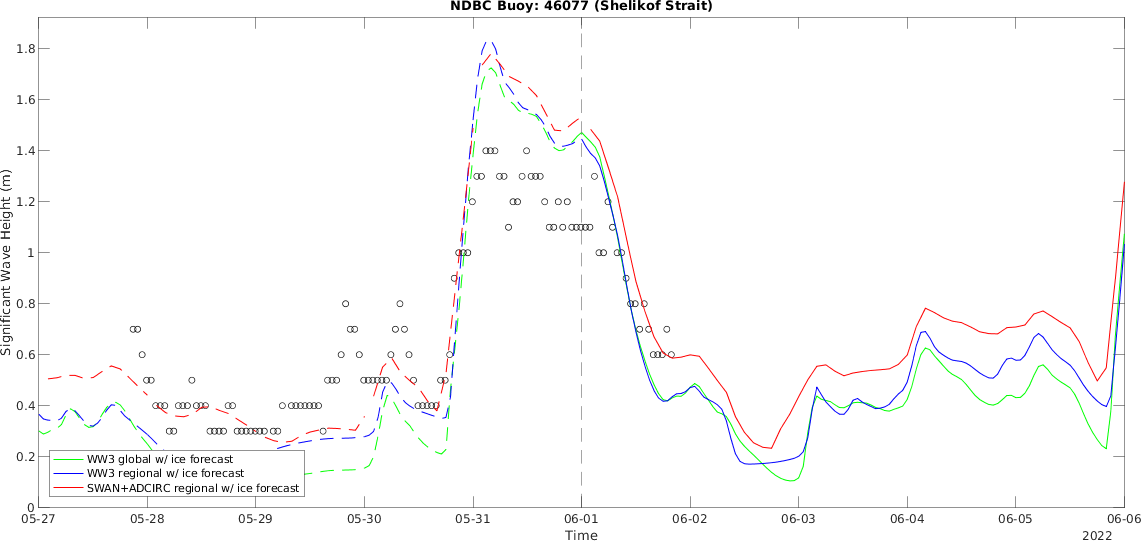 NDBC Buoy: 46077 (Shelikof Strait)
Significant Wave Height (m)
1.8
1.6
1.4
1.2
1
0.8
0.6
0.4
0.2
0
WW3 global w/ ice forecast
WW3 regional w/ ice forecast
SWAN+ADCIRC regional w/ ice forecast
05-27 05-28 05-29 05-30 05-31 06-01 06-02 06-03 06-04 06-05 06-06
Time
2022